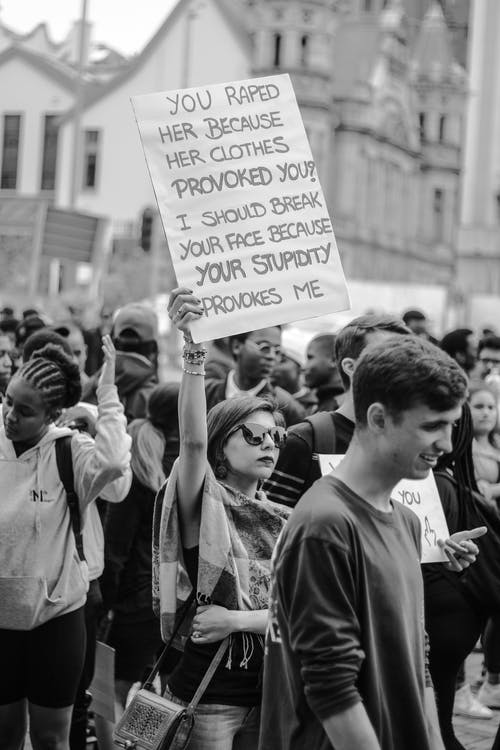 YOU RAPED
HER BECAUSE
HER CLOTHES
PROVOKED YOU?
I SHOULD BREAK
YOUR FACE BECAUSE
YOUR STUPIDITY
PROVOKES ME
YOU